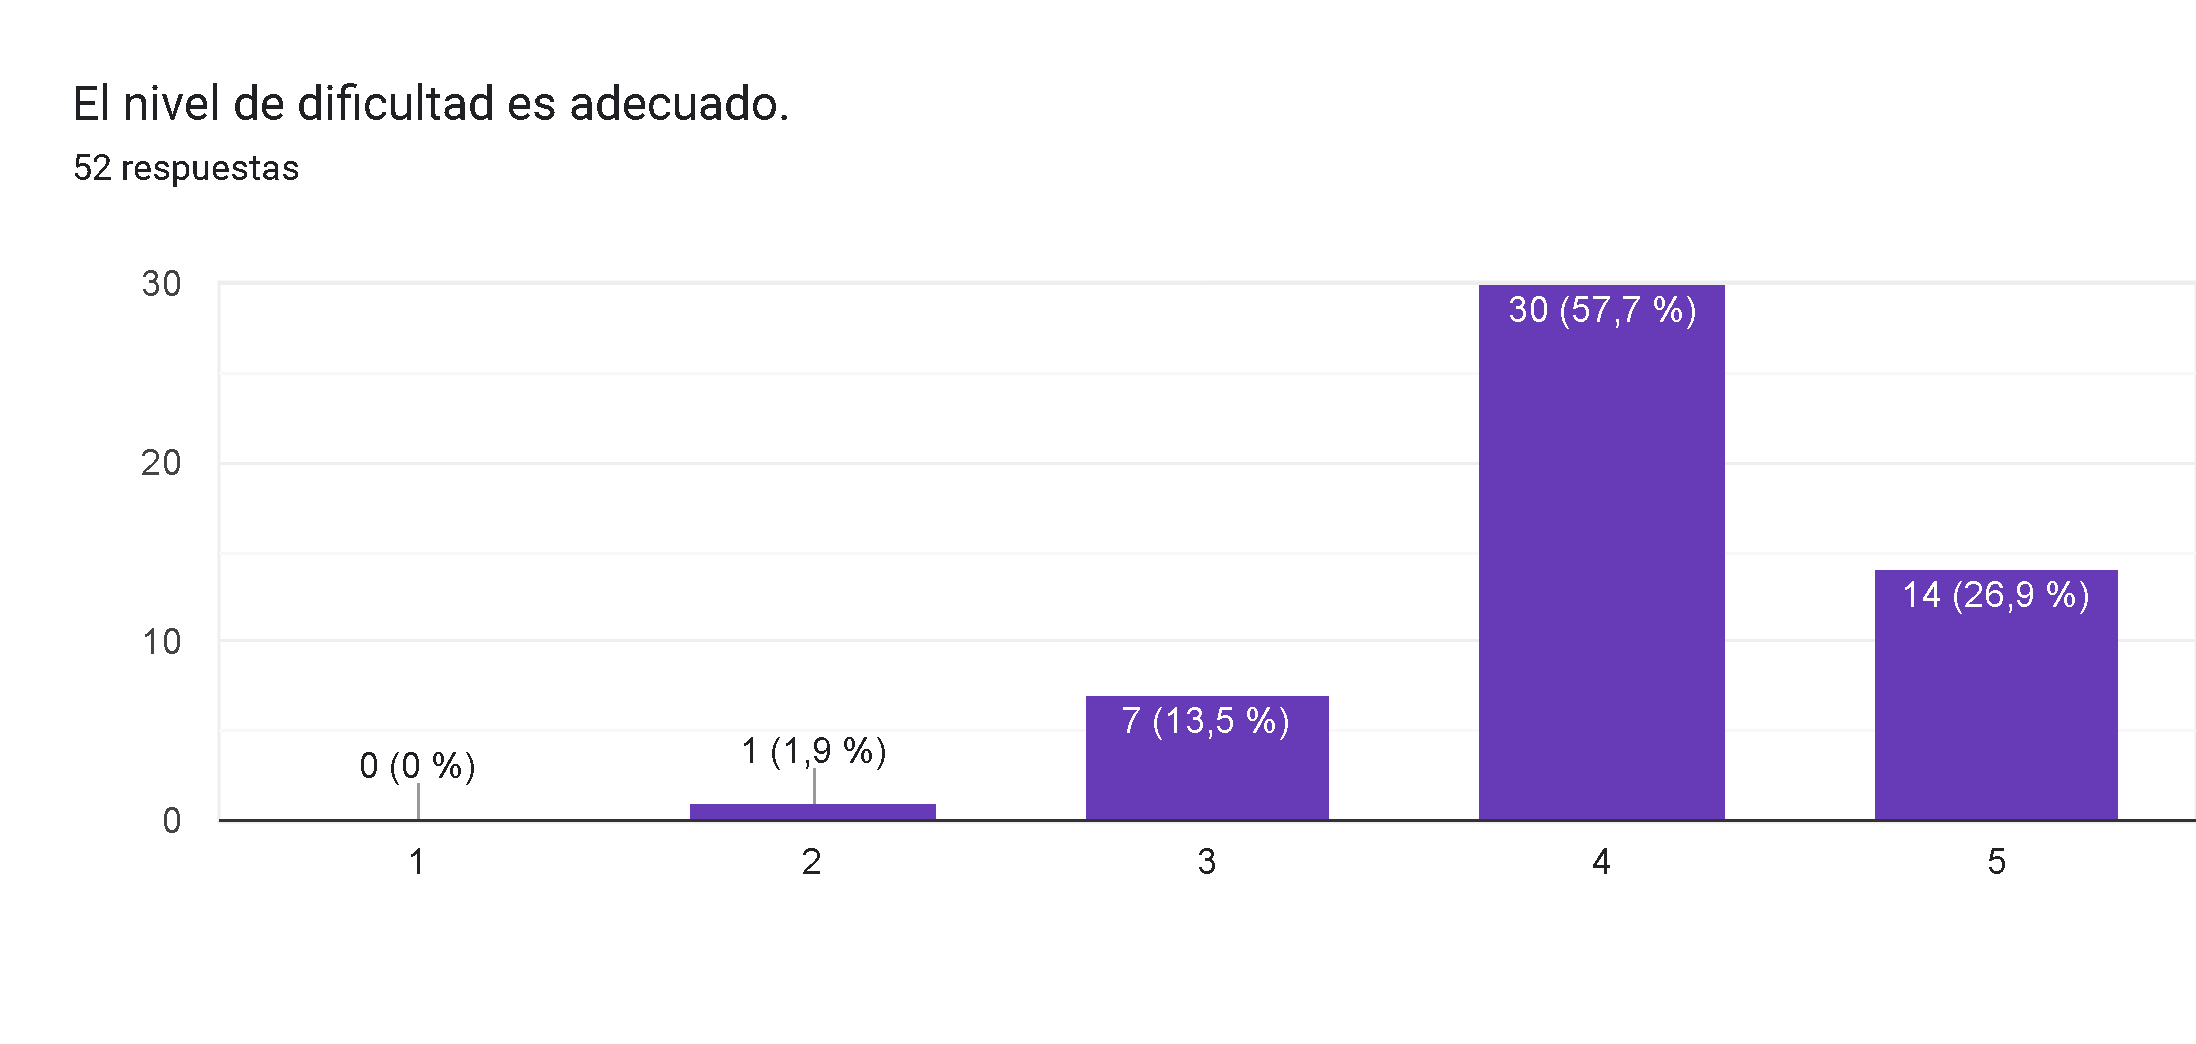 El nivel de dificultad es adecuado.
52 respuestas
30
20
10
0
0 (0 %)
1 (1,9 %)
7 (13,5 %)
30 (57,7 %)
14 (26,9 %)
1
2
3
4
5